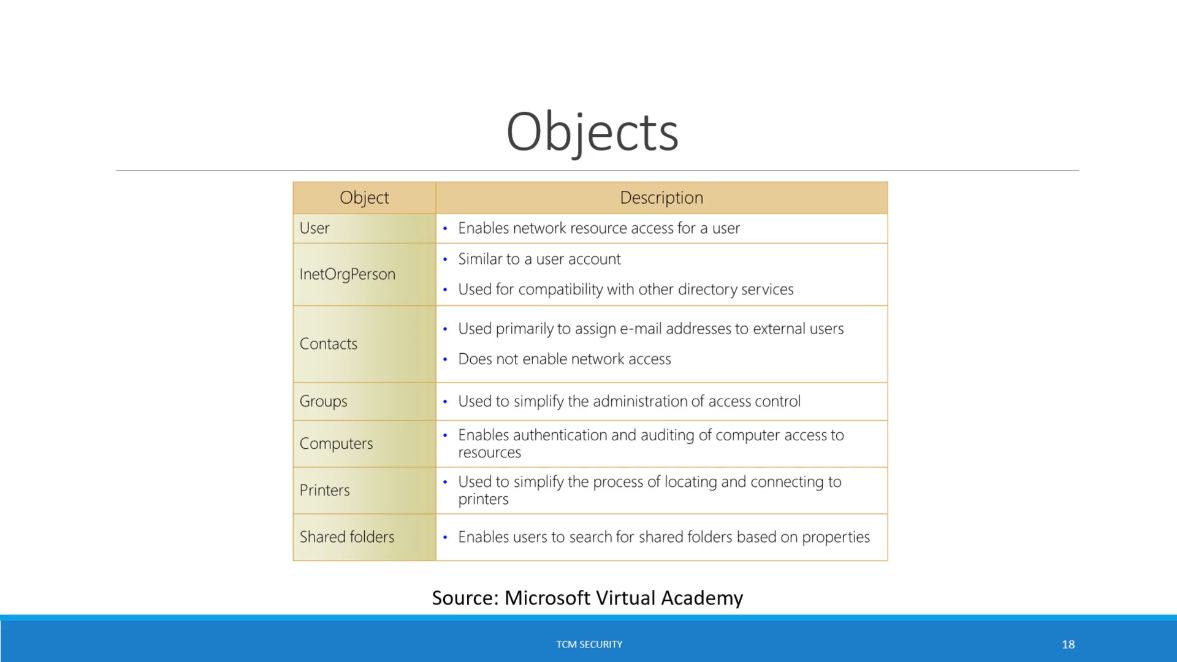 Objects
Object Description
User • Enables network resource access for a user
InetOrgPerson • Similar to a user account
• Used for compatibility with other directory services
Contacts • Used primarily to assign e-mail addresses to external users
• Does not enable network access
Groups • Used to simplify the administration of access control
Computers • Enables authentication and auditing of computer access to
resources
Printers • Used to simplify the process of locating and connecting to
printers
Shared folders • Enables users to search for shared folders based on properties
Source: Microsoft Virtual Academy
TCM SECURITY 18